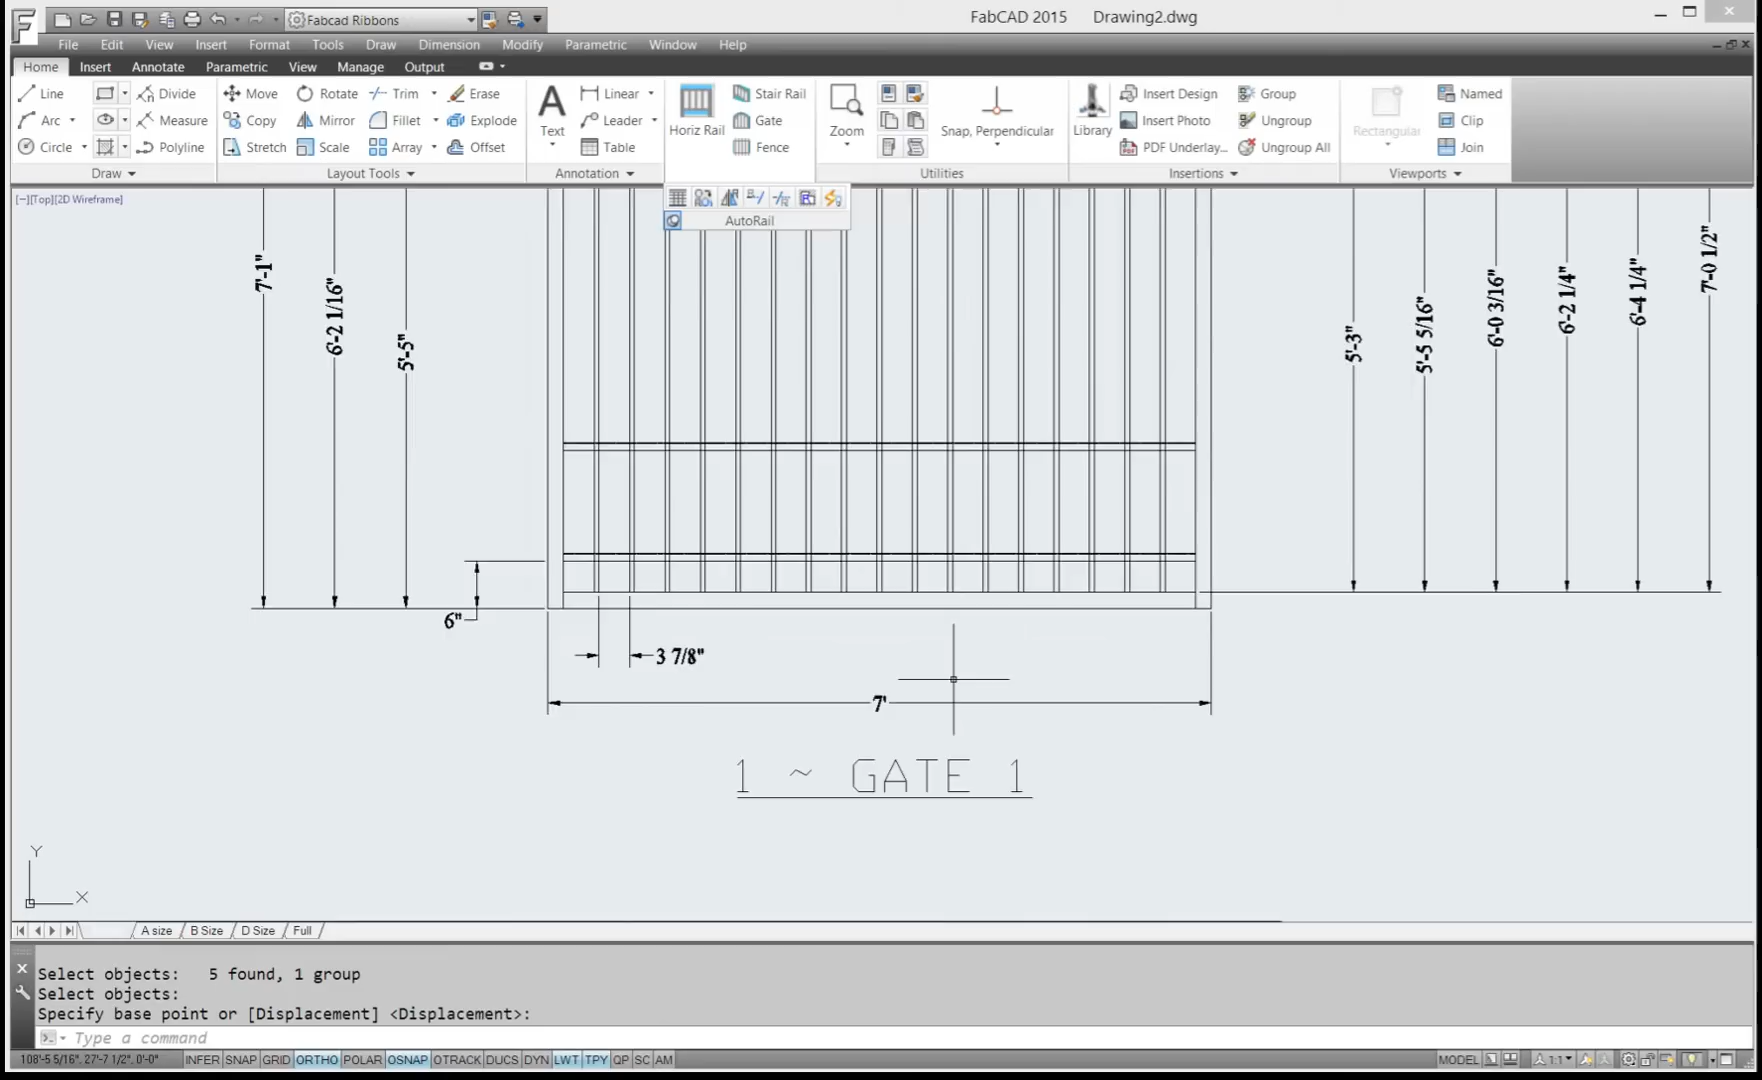 Fabcad Ribbons
FabCAD 2015 Drawing2.dwg
File Edit View Insert Format Tools Draw Dimension Modify Parametric Window Help
Home Insert Annotate Parametric View Manage Output
Line Divide Move Rotate Trim Erase Linear Stair Rail Insert Design Group Named
Arc Measure Copy Mirror Fillet Explode Text Leader Horiz Rail Gate Zoom Snap, Perpendicular Library Insert Photo Ungroup Rectangular Clip
Circle Polyline Stretch Scale Array Offset Table Fence PDF Underlay... Ungroup All Join
Draw Layout Tools Annotation Utilities Insertions Viewports
[−][Top][2D Wireframe]
AutoRail
7'-1"
6'-2 1/16"
5'-5"
5'-3"
5'-5 5/16"
6'-0 3/16"
6'-2 1/4"
6'-4 1/4"
7'-0 1/2"
6"
3 7/8"
7'
1 ~ GATE 1
Y
X
A size B Size D Size Full
Select objects: 5 found, 1 group
Select objects:
Specify base point or [Displacement] <Displacement>:
Type a command
108'-5 5/16", 27'-7 1/2", 0'-0" INFER SNAP GRID ORTHO POLAR OSNAP OTRACK DUCS DYN LWT TPY QP SC AM MODEL 1:1